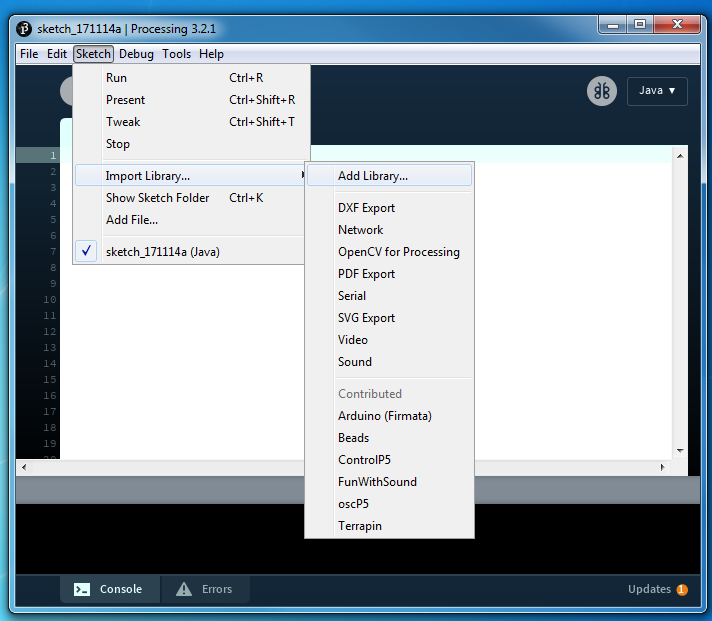 sketch_171114a | Processing 3.2.1
File Edit Sketch Debug Tools Help
Run Ctrl+R
Present Ctrl+Shift+R
Tweak Ctrl+Shift+T
Stop
Import Library...
Show Sketch Folder Ctrl+K
Add File...
sketch_171114a (Java)
Java
Add Library...
DXF Export
Network
OpenCV for Processing
PDF Export
Serial
SVG Export
Video
Sound
Contributed
Arduino (Firmata)
Beads
ControlP5
FunWithSound
oscP5
Terrapin
1
2
3
4
5
6
7
8
9
10
11
12
13
14
15
16
17
18
19
Console
Errors
Updates 1